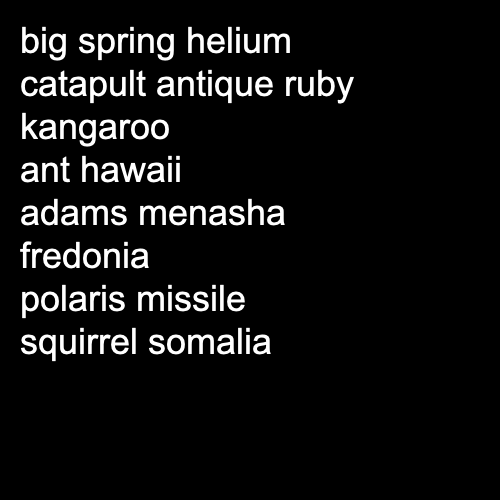 big spring helium
catapult antique ruby
kangaroo
ant hawaii
adams menasha
fredonia
polaris missile
squirrel somalia